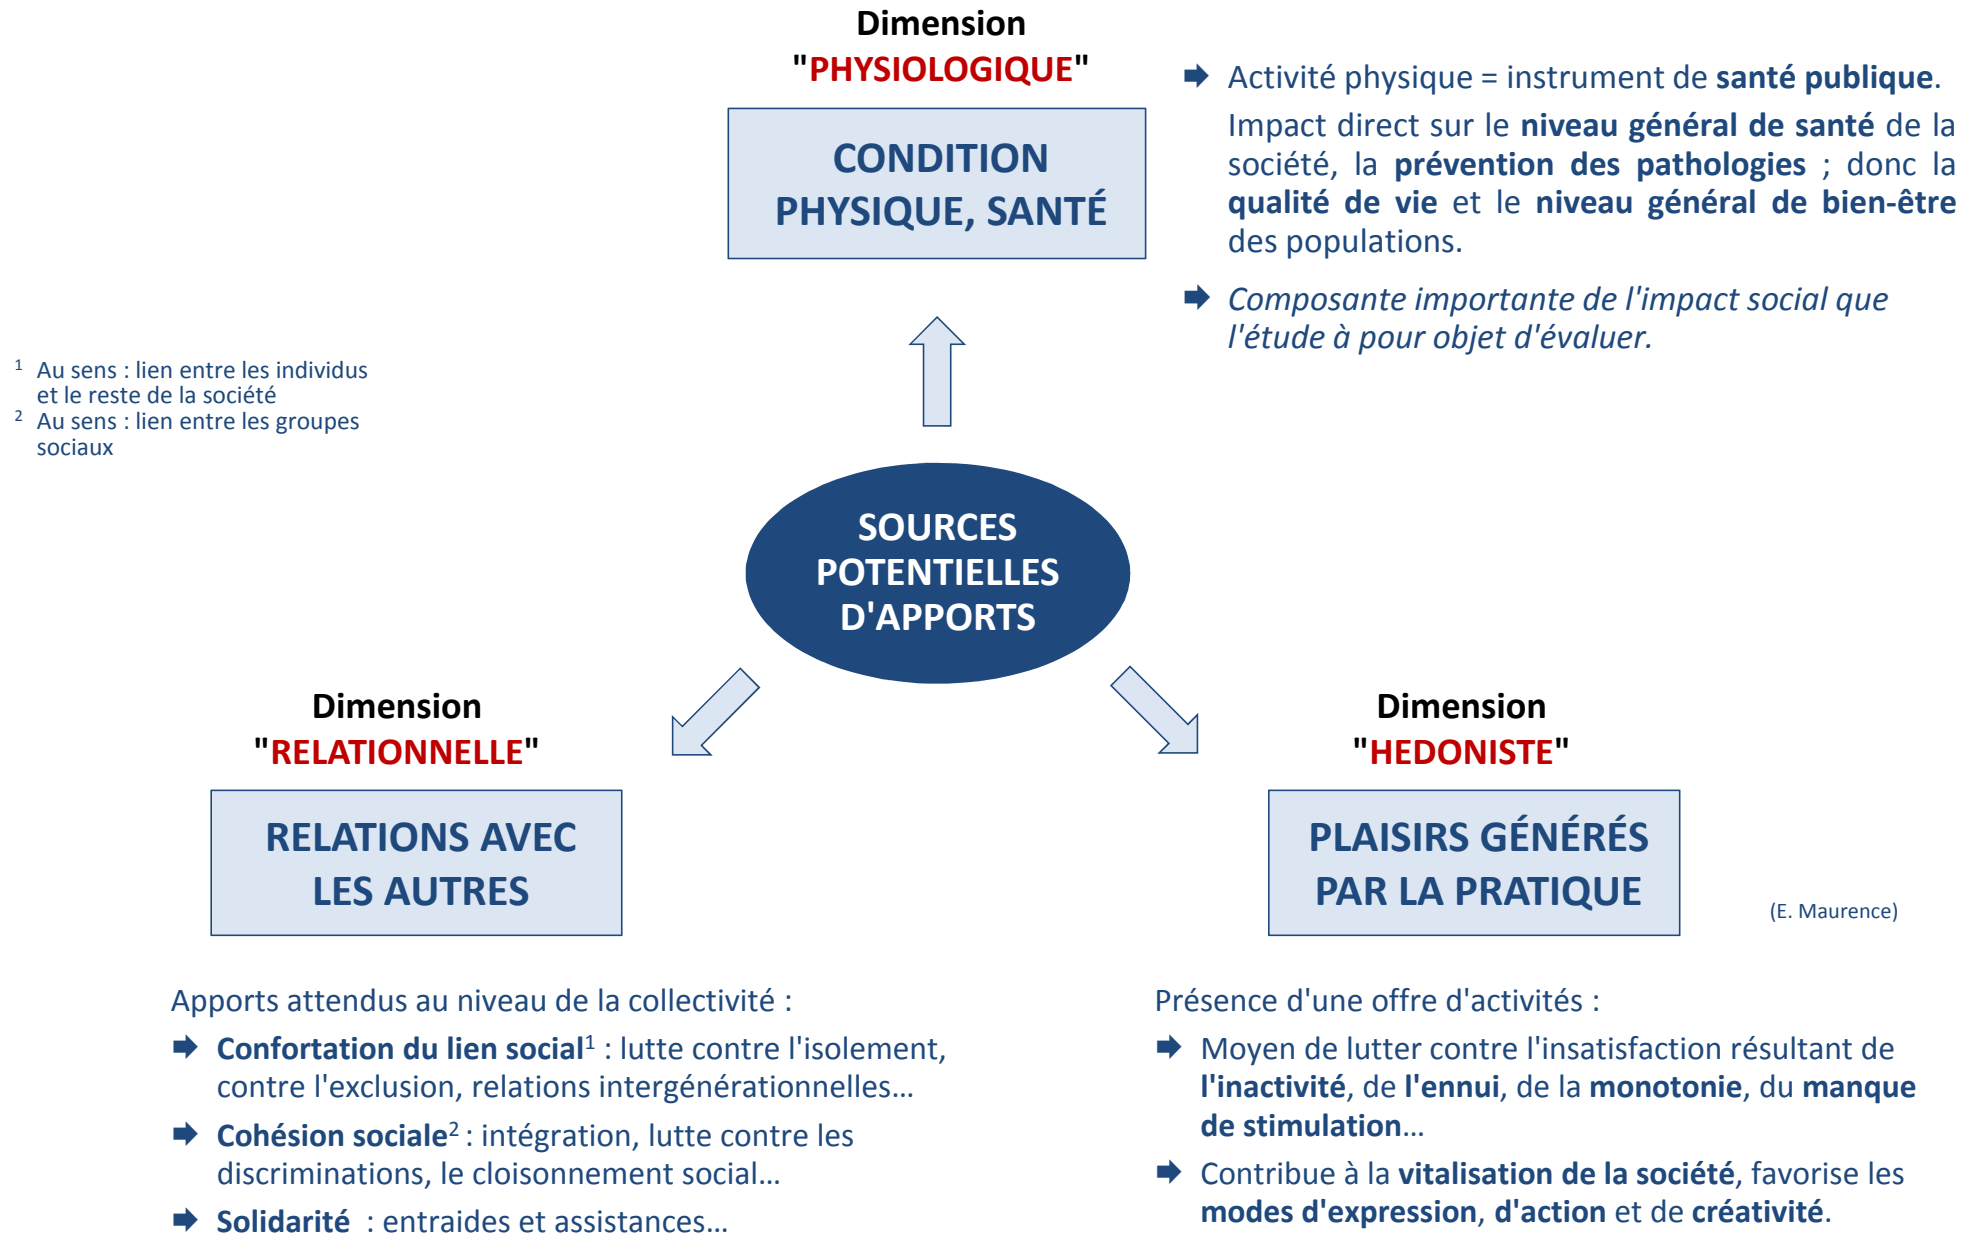 Dimension
"PHYSIOLOGIQUE"
CONDITION
PHYSIQUE, SANTÉ
Activité physique = instrument de santé publique.
Impact direct sur le niveau général de santé de la
société, la prévention des pathologies ; donc la
qualité de vie et le niveau général de bien-être
des populations.
Composante importante de l'impact social que
l'étude à pour objet d'évaluer.
1 Au sens : lien entre les individus
et le reste de la société
2 Au sens : lien entre les groupes
sociaux
SOURCES
POTENTIELLES
D'APPORTS
Dimension
"RELATIONNELLE"
RELATIONS AVEC
LES AUTRES
Apports attendus au niveau de la collectivité :
Confortation du lien social1 : lutte contre l'isolement,
contre l'exclusion, relations intergénérationnelles…
Cohésion sociale2 : intégration, lutte contre les
discriminations, le cloisonnement social…
Solidarité : entraides et assistances…
Dimension
"HEDONISTE"
PLAISIRS GÉNÉRÉS
PAR LA PRATIQUE
(E. Maurence)
Présence d'une offre d'activités :
Moyen de lutter contre l'insatisfaction résultant de
l'inactivité, de l'ennui, de la monotonie, du manque
de stimulation…
Contribue à la vitalisation de la société, favorise les
modes d'expression, d'action et de créativité.